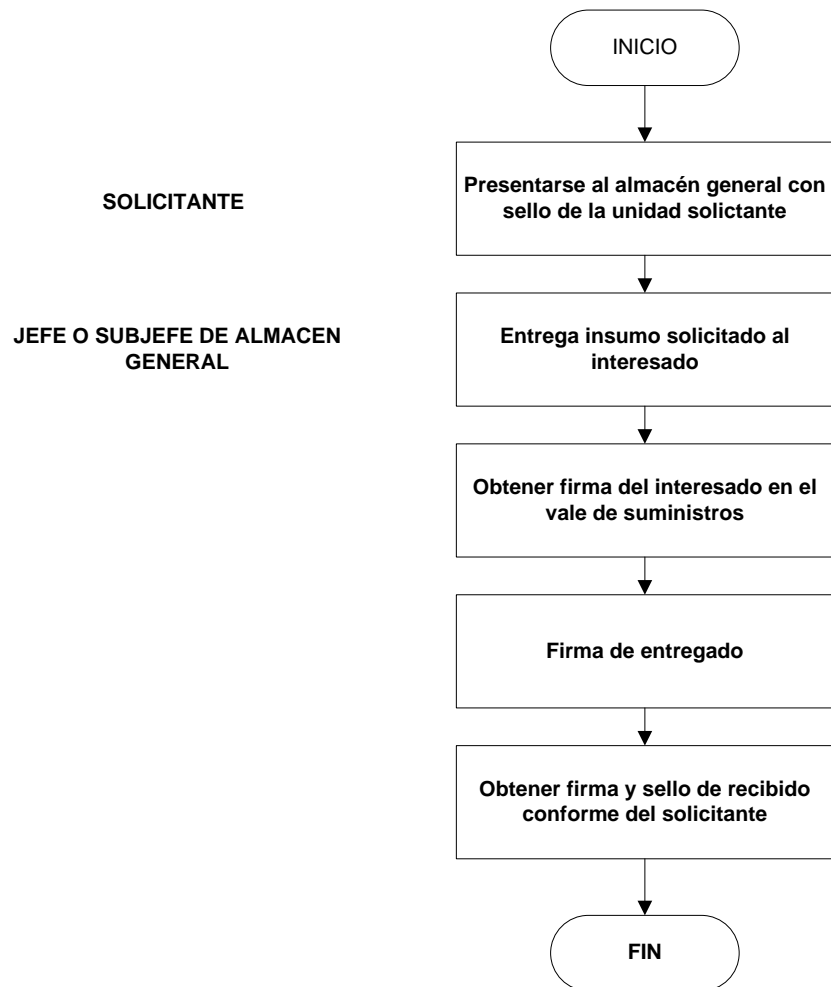 INICIO
SOLICITANTE
Presentarse al almacén general con
sello de la unidad solictante
JEFE O SUBJEFE DE ALMACEN
GENERAL
Entrega insumo solicitado al
interesado
Obtener firma del interesado en el
vale de suministros
Firma de entregado
Obtener firma y sello de recibido
conforme del solicitante
FIN